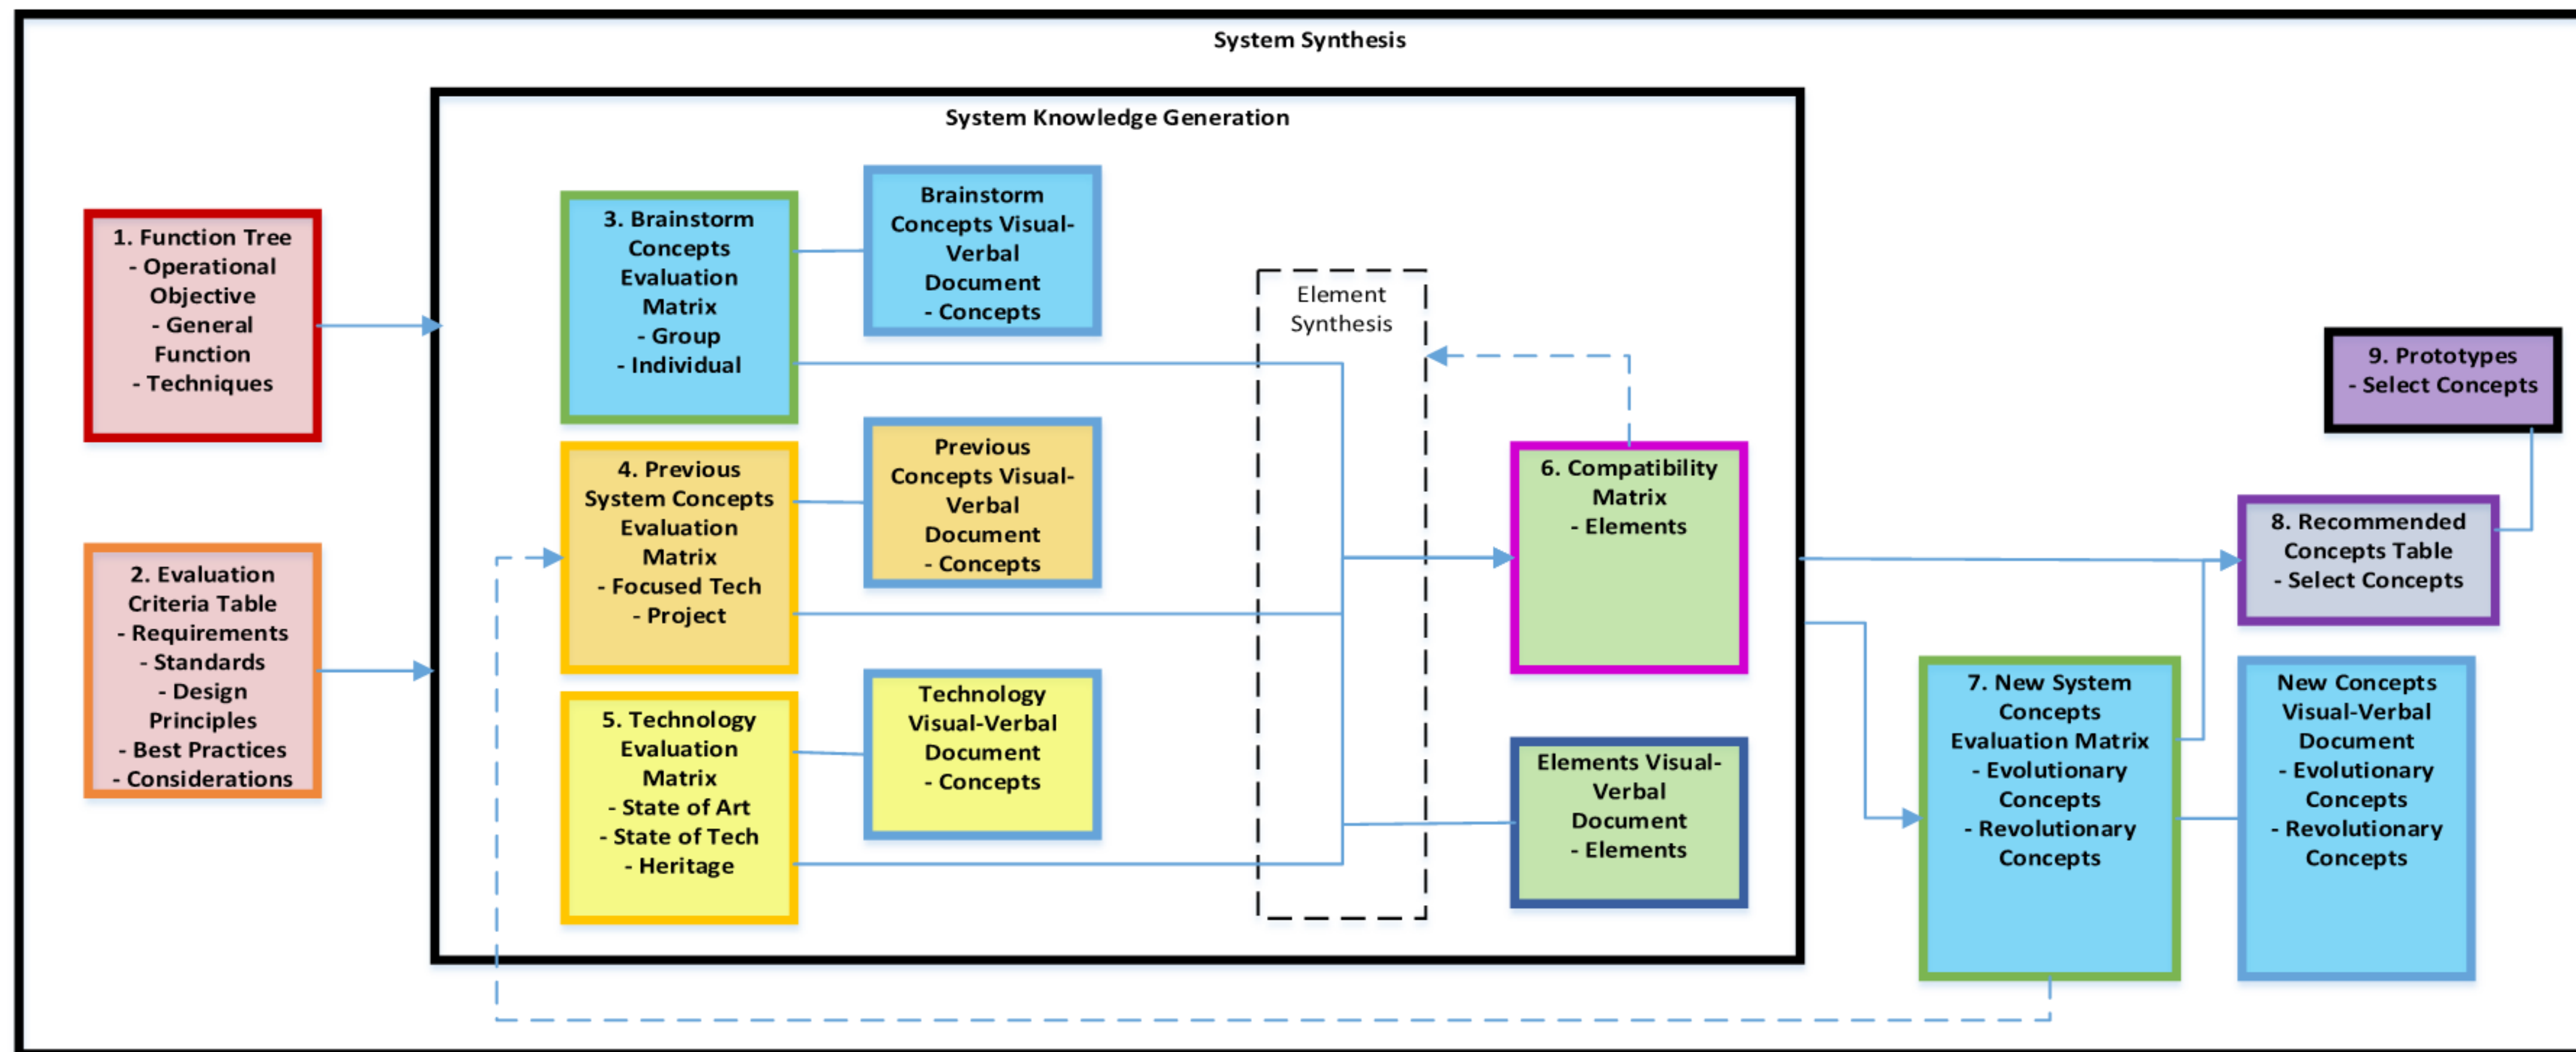 System Synthesis
System Knowledge Generation
1. Function Tree
- Operational
Objective
- General
Function
- Techniques
2. Evaluation
Criteria Table
- Requirements
- Standards
- Design
Principles
- Best Practices
- Considerations
3. Brainstorm
Concepts
Evaluation
Matrix
- Group
- Individual
Brainstorm
Concepts Visual-
Verbal
Document
- Concepts
4. Previous
System Concepts
Evaluation
Matrix
- Focused Tech
- Project
Previous
Concepts Visual-
Verbal
Document
- Concepts
5. Technology
Evaluation
Matrix
- State of Art
- State of Tech
- Heritage
Technology
Visual-Verbal
Document
- Concepts
Element
Synthesis
6. Compatibility
Matrix
- Elements
Elements Visual-
Verbal
Document
- Elements
7. New System
Concepts
Evaluation Matrix
- Evolutionary
Concepts
- Revolutionary
Concepts
New Concepts
Visual-Verbal
Document
- Evolutionary
Concepts
- Revolutionary
Concepts
8. Recommended
Concepts Table
- Select Concepts
9. Prototypes
- Select Concepts